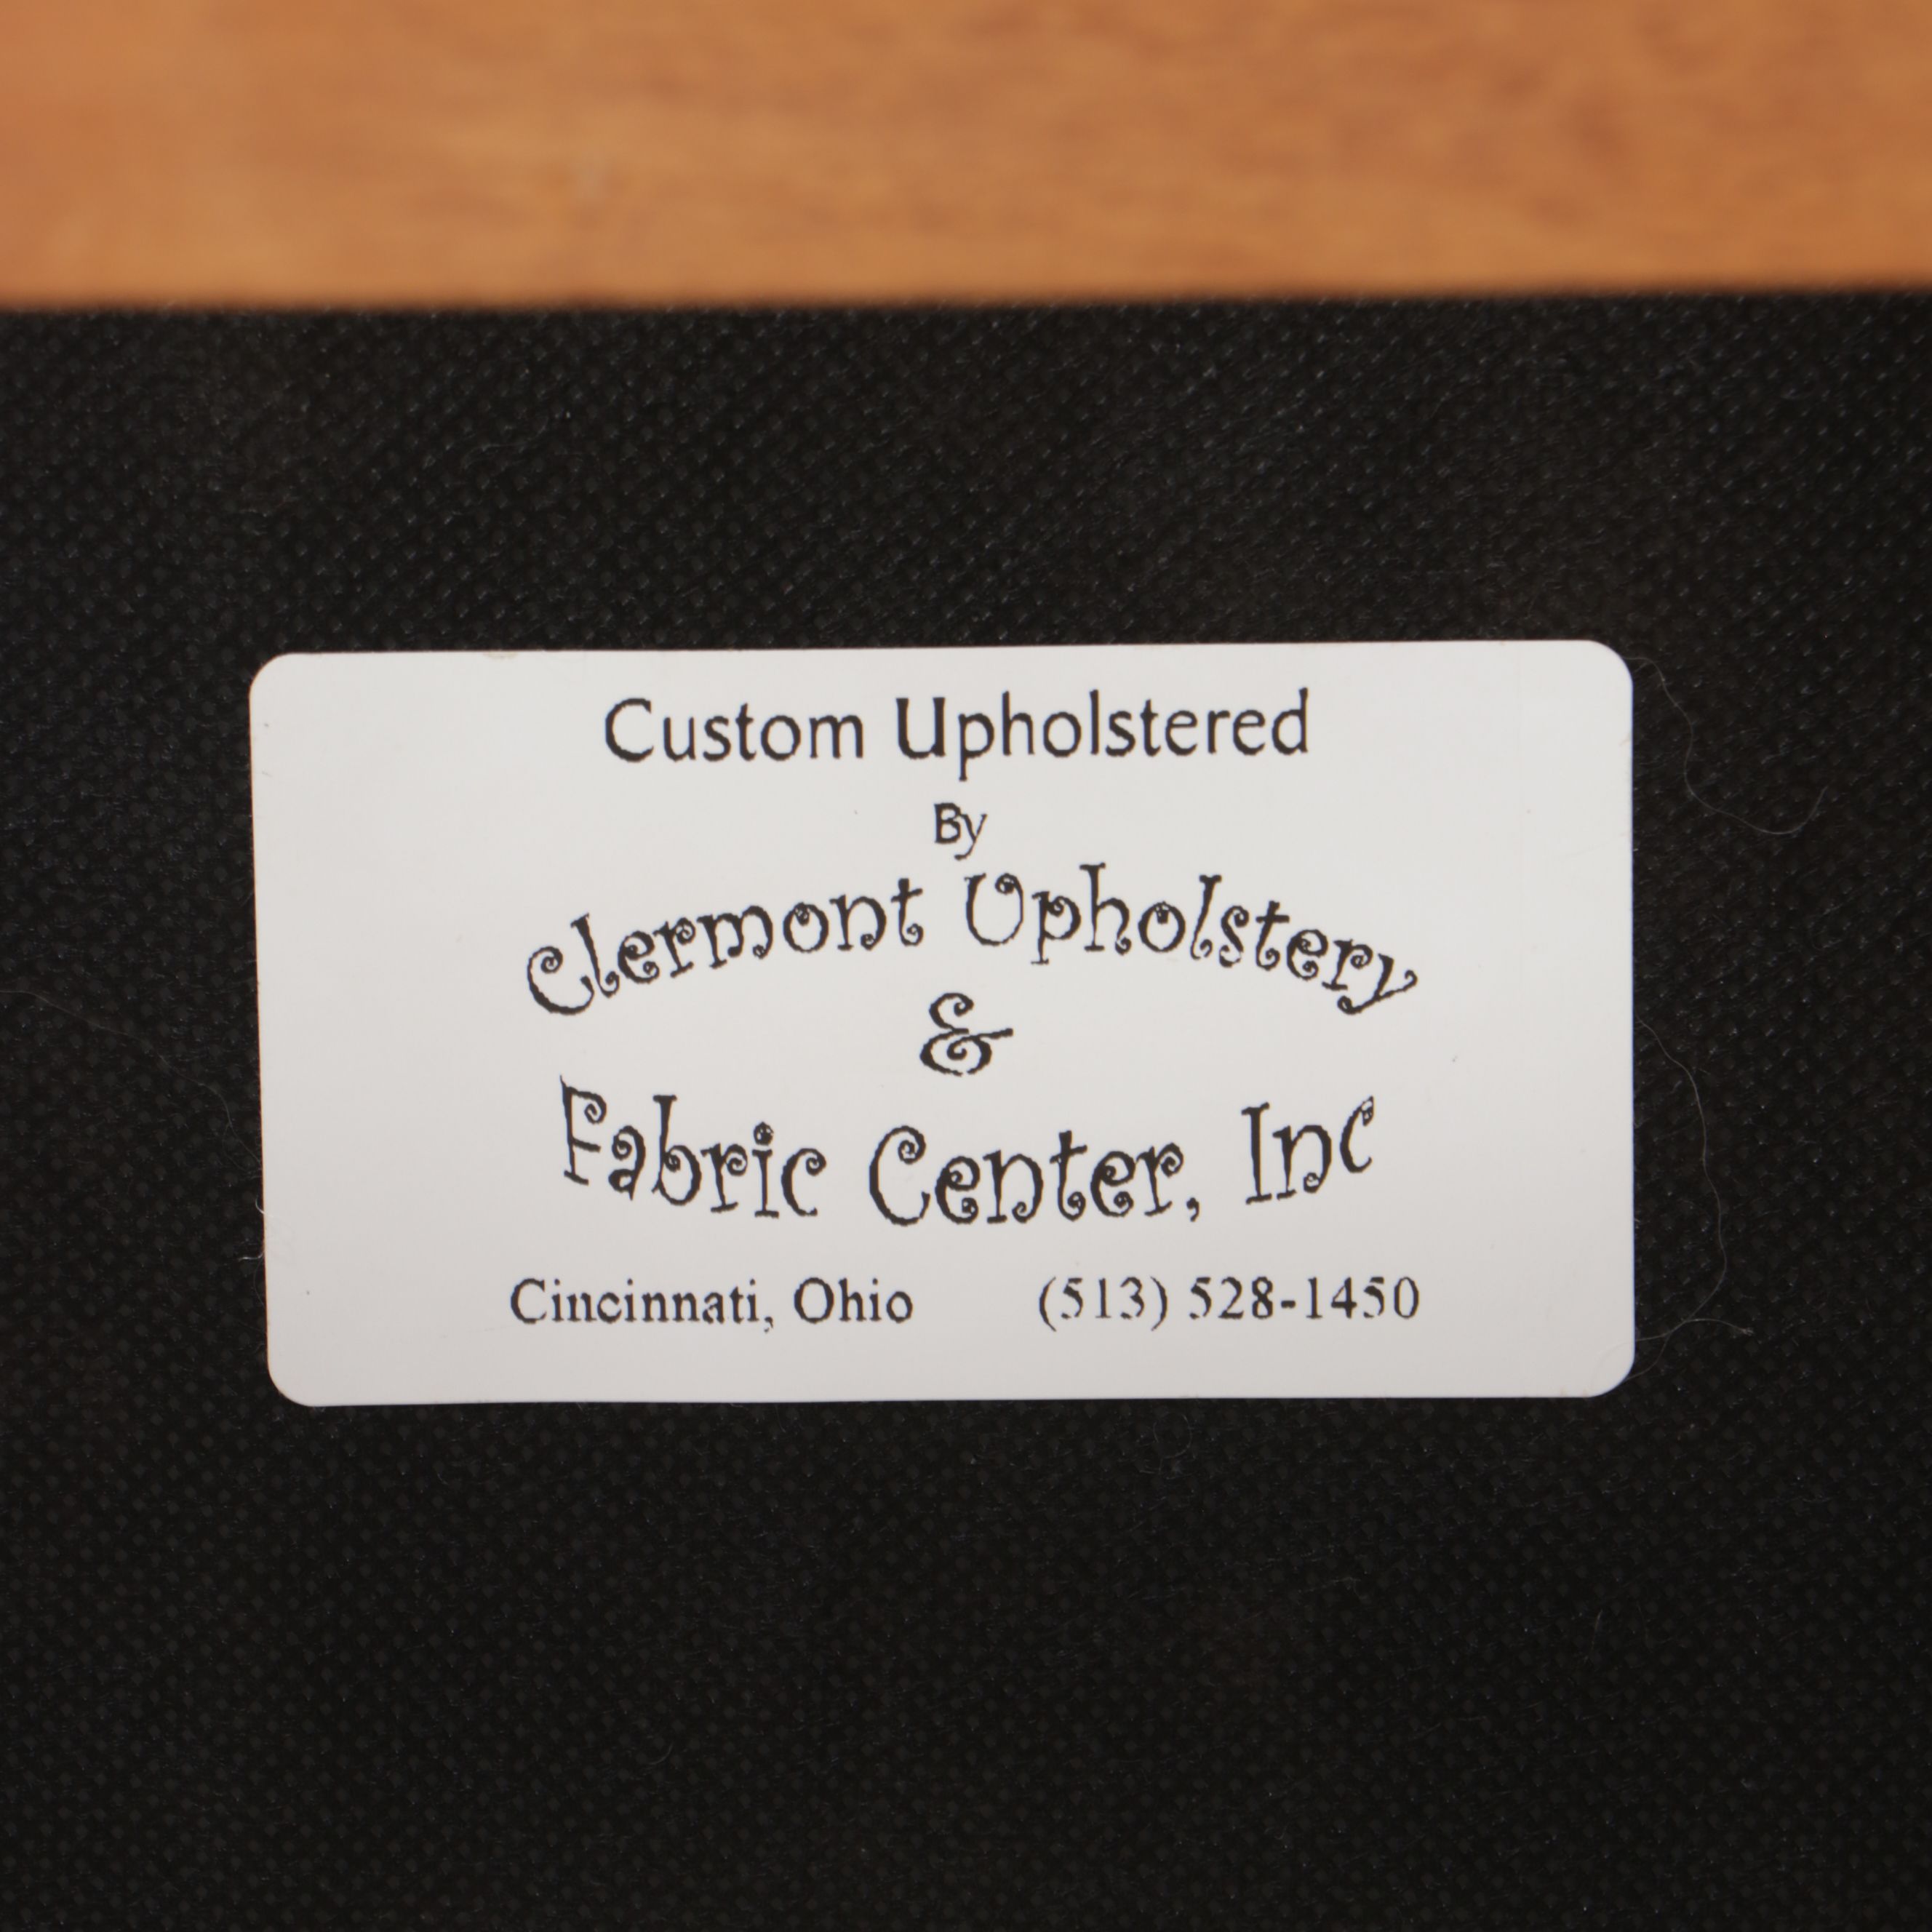 Custom Upholstered
By
Clermont Upholstery
&
Fabric Center, Inc
Cincinnati, Ohio (513) 528-1450